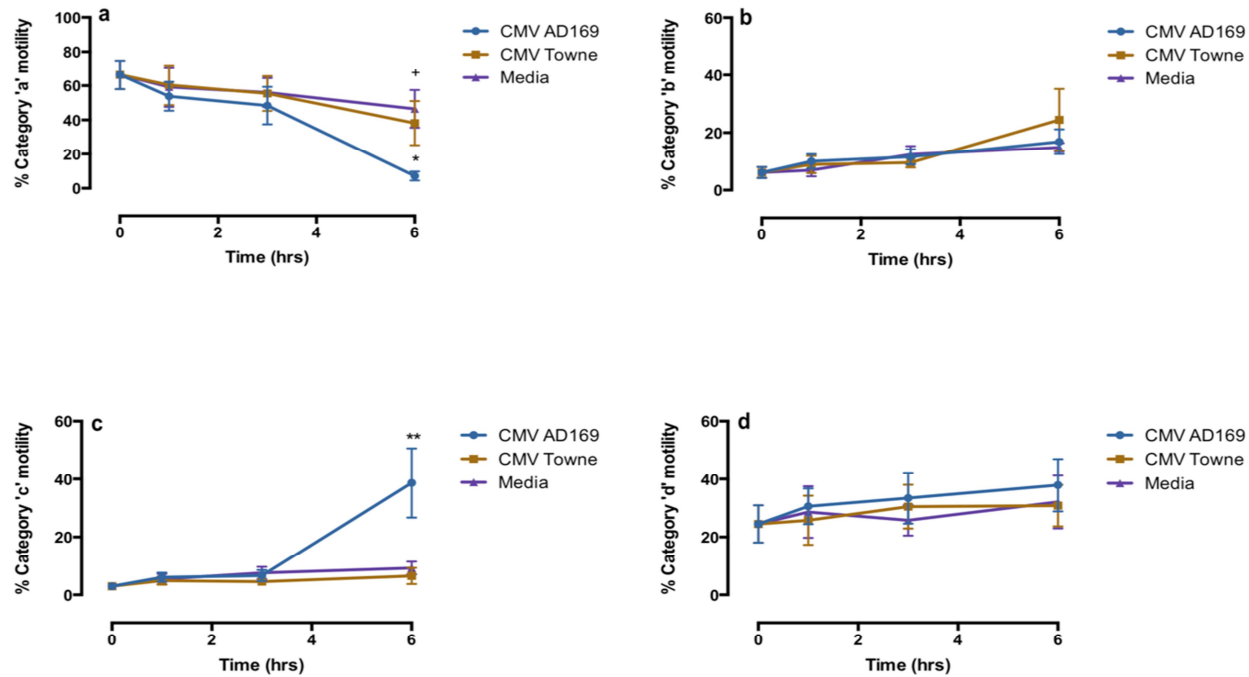 a
% Category 'a' motility
100
80
60
40
20
0
+
*
0 2 4 6
Time (hrs)
CMV AD169
CMV Towne
Media
b
% Category 'b' motility
60
40
20
0
0 2 4 6
Time (hrs)
CMV AD169
CMV Towne
Media
c
% Category 'c' motility
60
40
20
0
**
0 2 4 6
Time (hrs)
CMV AD169
CMV Towne
Media
d
% Category 'd' motility
60
40
20
0
0 2 4 6
Time (hrs)
CMV AD169
CMV Towne
Media